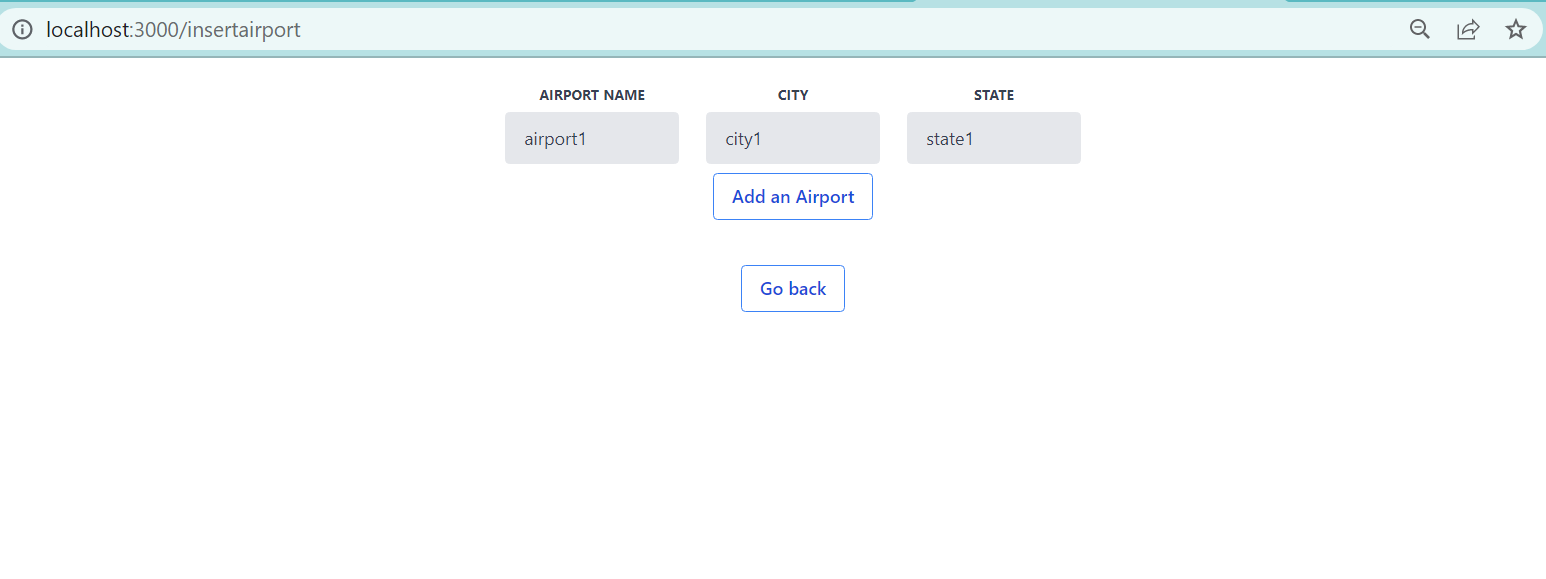 localhost:3000/insertairport
AIRPORT NAME CITY STATE
airport1 city1 state1
Add an Airport
Go back